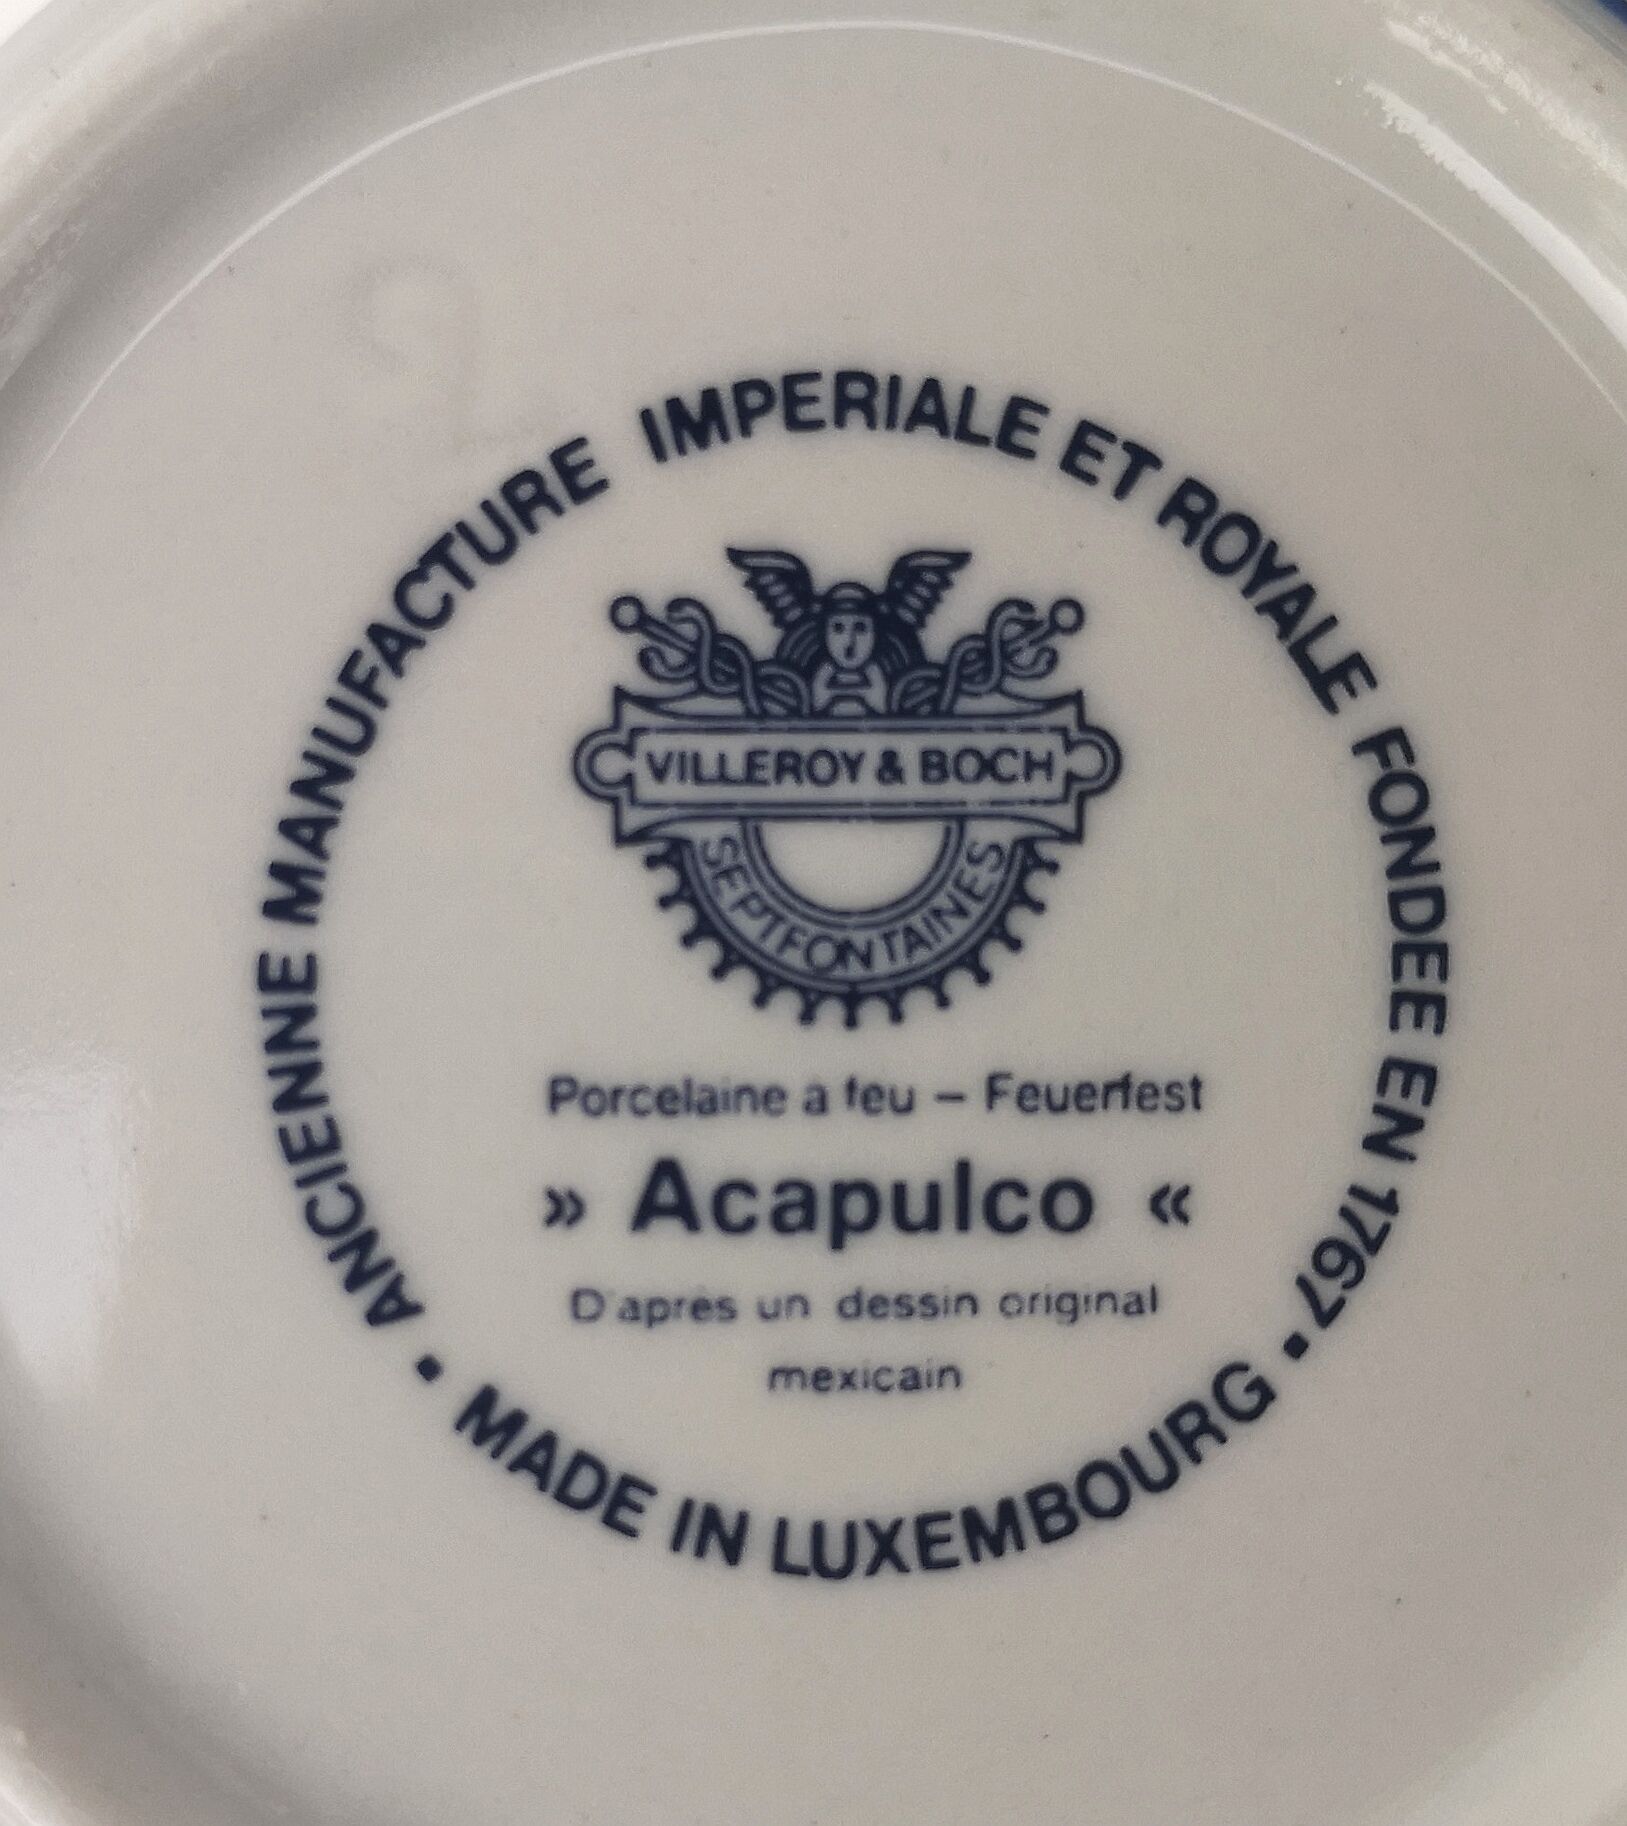 ANCIENNE MANUFACTURE IMPERIALE ET ROYALE FONDEE EN 1767 •
VILLEROY & BOCH
SEPTFONTAINES
Porcelaine a feu – Feuerfest
» Acapulco «
D'après un dessin original
mexicain
• MADE IN LUXEMBOURG